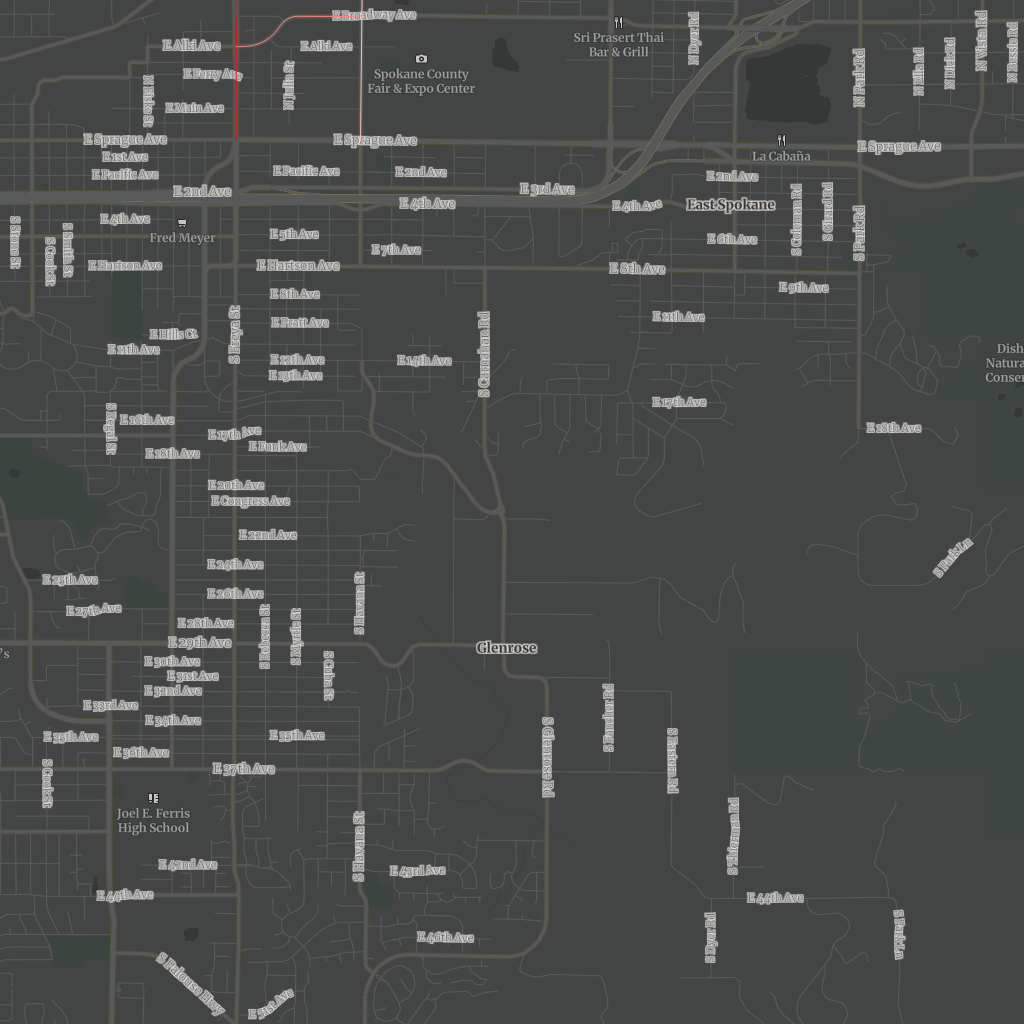 E Broadway Ave
E Alki Ave
E Alki Ave
Sri Prasert Thai
Bar & Grill
N Dyer Rd
N Vista Rd
N Bessie Rd
N Dick Rd
N Ella Rd
N Park Rd
E Ferry Ave
N Julia St
Spokane County
Fair & Expo Center
N Fiske St
E Main Ave
E Sprague Ave
E Sprague Ave
E Sprague Ave
La Cabaña
E 1st Ave
E Pacific Ave
E Pacific Ave
E 2nd Ave
E 2nd Ave
E 2nd Ave
E 3rd Ave
E 4th Ave
E 4th Ave
E 4th Ave
East Spokane
S Coleman Rd
S Girard Rd
S Park Rd
S Stone St
S Smith St
S Cook St
Fred Meyer
E 5th Ave
E 6th Ave
E 7th Ave
E Hartson Ave
E Hartson Ave
E 8th Ave
E 9th Ave
E 8th Ave
E 11th Ave
E Pratt Ave
S Freya St
E Hills Ct
E 11th Ave
S Carnahan Rd
E 12th Ave
E 14th Ave
E 13th Ave
Dish
Natura
Conser
E 17th Ave
S Regal St
E 16th Ave
E 17th Ave
E 18th Ave
E Funk Ave
E 18th Ave
E 20th Ave
E Congress Ave
E 22nd Ave
E 24th Ave
S Park Ln
E 25th Ave
E 26th Ave
S Havana St
E 27th Ave
E 28th Ave
S Rebecca St
S Myrtle St
E 29th Ave
Glenrose
's
E 30th Ave
E 31st Ave
S Cuba St
E 32nd Ave
E 33rd Ave
E 34th Ave
S Fancher Rd
E 35th Ave
E 35th Ave
E 36th Ave
S Glenrose Rd
S Eastern Rd
E 37th Ave
S Cook St
Joel E. Ferris
High School
S Havana St
S Thierman Rd
E 42nd Ave
E 43rd Ave
E 44th Ave
E 44th Ave
E 46th Ave
S Dyer Rd
S Park Ln
S Palouse Hwy
E 51st Ave